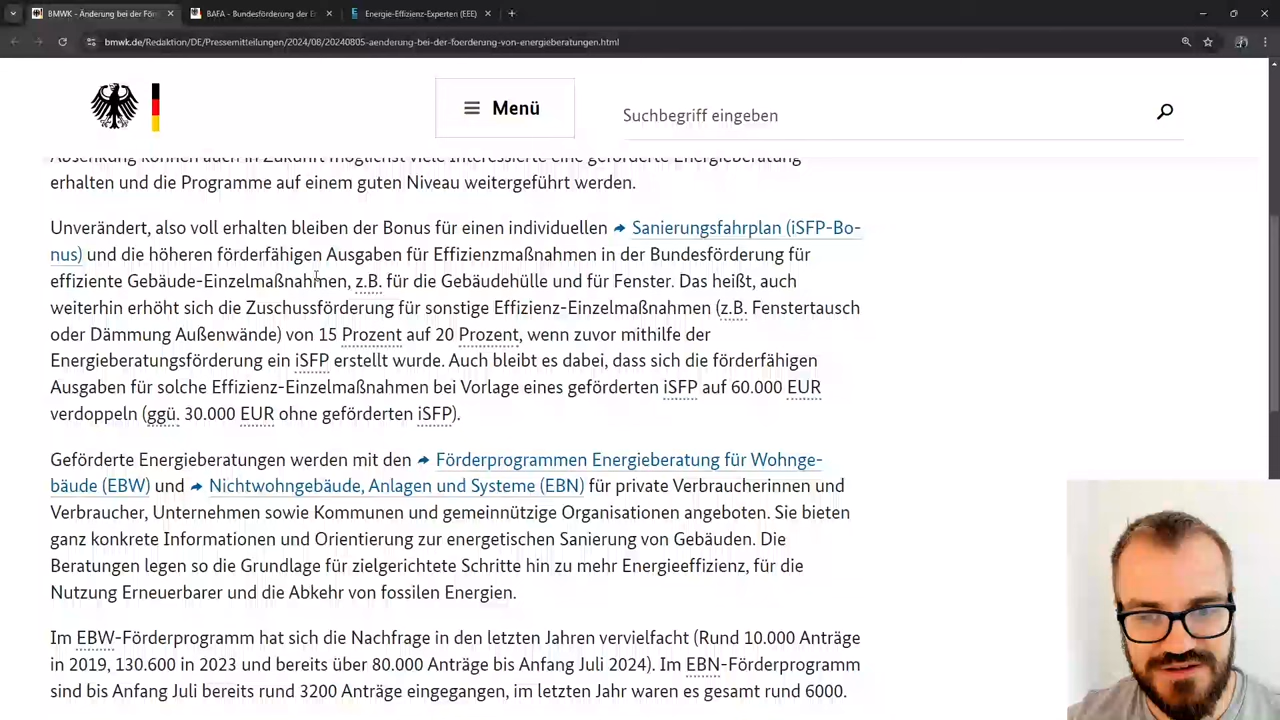 BMWK - Änderung bei der För
BAFA - Bundesförderung der E
Energie-Effizienz-Experten (EEE)
bmwk.de/Redaktion/DE/Pressemitteilungen/2024/08/20240805-aenderung-bei-der-foerderung-von-energieberatungen.html
Menü
Suchbegriff eingeben
Absenkung können auch in Zukunft möglichst viele Interessierte eine geförderte Energieberatung
erhalten und die Programme auf einem guten Niveau weitergeführt werden.
Unverändert, also voll erhalten bleiben der Bonus für einen individuellen Sanierungsfahrplan (iSFP-Bo-
nus) und die höheren förderfähigen Ausgaben für Effizienzmaßnahmen in der Bundesförderung für
effiziente Gebäude-Einzelmaßnahmen, z.B. für die Gebäudehülle und für Fenster. Das heißt, auch
weiterhin erhöht sich die Zuschussförderung für sonstige Effizienz-Einzelmaßnahmen (z.B. Fenstertausch
oder Dämmung Außenwände) von 15 Prozent auf 20 Prozent, wenn zuvor mithilfe der
Energieberatungsförderung ein iSFP erstellt wurde. Auch bleibt es dabei, dass sich die förderfähigen
Ausgaben für solche Effizienz-Einzelmaßnahmen bei Vorlage eines geförderten iSFP auf 60.000 EUR
verdoppeln (ggü. 30.000 EUR ohne geförderten iSFP).
Geförderte Energieberatungen werden mit den Förderprogrammen Energieberatung für Wohnge-
bäude (EBW) und Nichtwohngebäude, Anlagen und Systeme (EBN) für private Verbraucherinnen und
Verbraucher, Unternehmen sowie Kommunen und gemeinnützige Organisationen angeboten. Sie bieten
ganz konkrete Informationen und Orientierung zur energetischen Sanierung von Gebäuden. Die
Beratungen legen so die Grundlage für zielgerichtete Schritte hin zu mehr Energieeffizienz, für die
Nutzung Erneuerbarer und die Abkehr von fossilen Energien.
Im EBW-Förderprogramm hat sich die Nachfrage in den letzten Jahren vervielfacht (Rund 10.000 Anträge
in 2019, 130.600 in 2023 und bereits über 80.000 Anträge bis Anfang Juli 2024). Im EBN-Förderprogramm
sind bis Anfang Juli bereits rund 3200 Anträge eingegangen, im letzten Jahr waren es gesamt rund 6000.